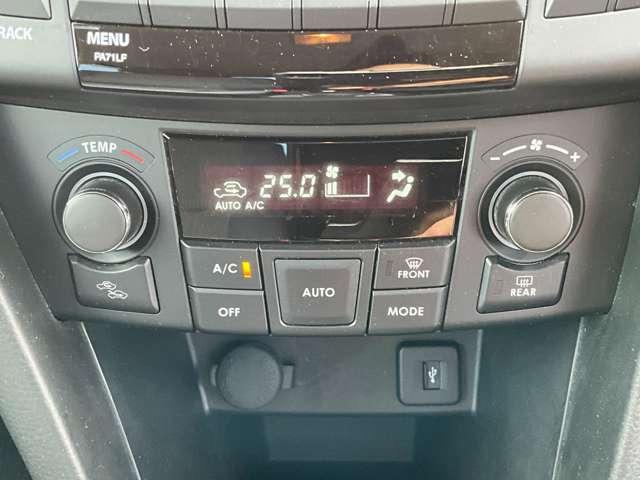 RACK
MENU
PA71LF
TEMP
- +
25.0
AUTO A/C
A/C
AUTO
FRONT
OFF
MODE
REAR